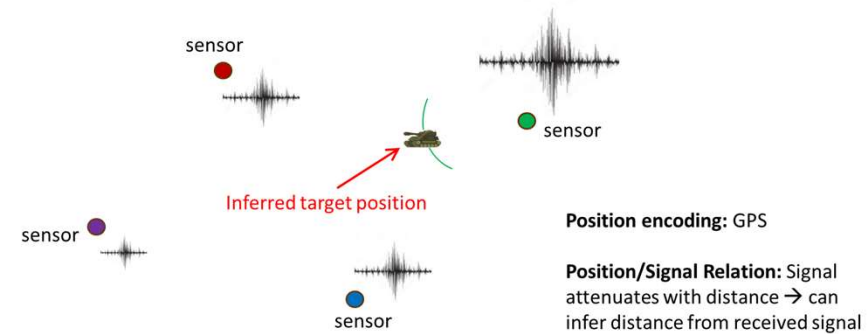 sensor
sensor
Inferred target position
sensor
sensor
Position encoding: GPS
Position/Signal Relation: Signal
attenuates with distance → can
infer distance from received signal